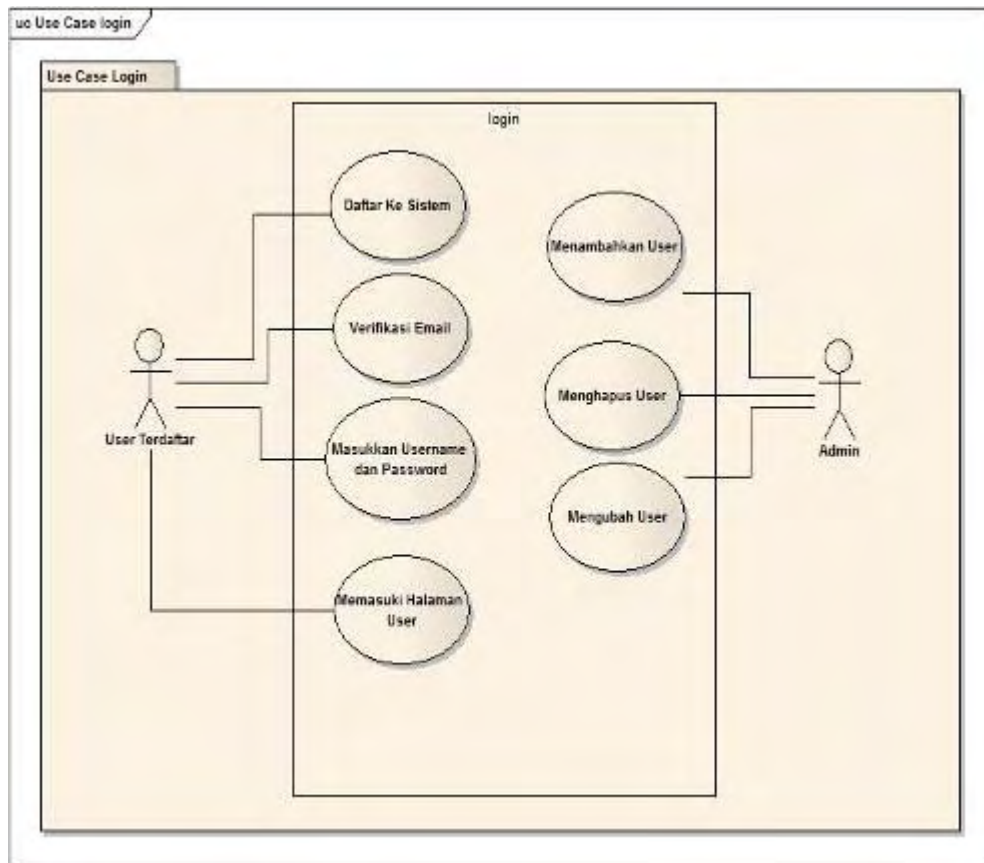 uc Use Case login
Use Case Login
login
Daftar Ke Sistem
Menambahkan User
Verifikasi Email
Menghapus User
User Terdaftar
Masukkan Username
dan Password
Admin
Mengubah User
Memasuki Halaman
User